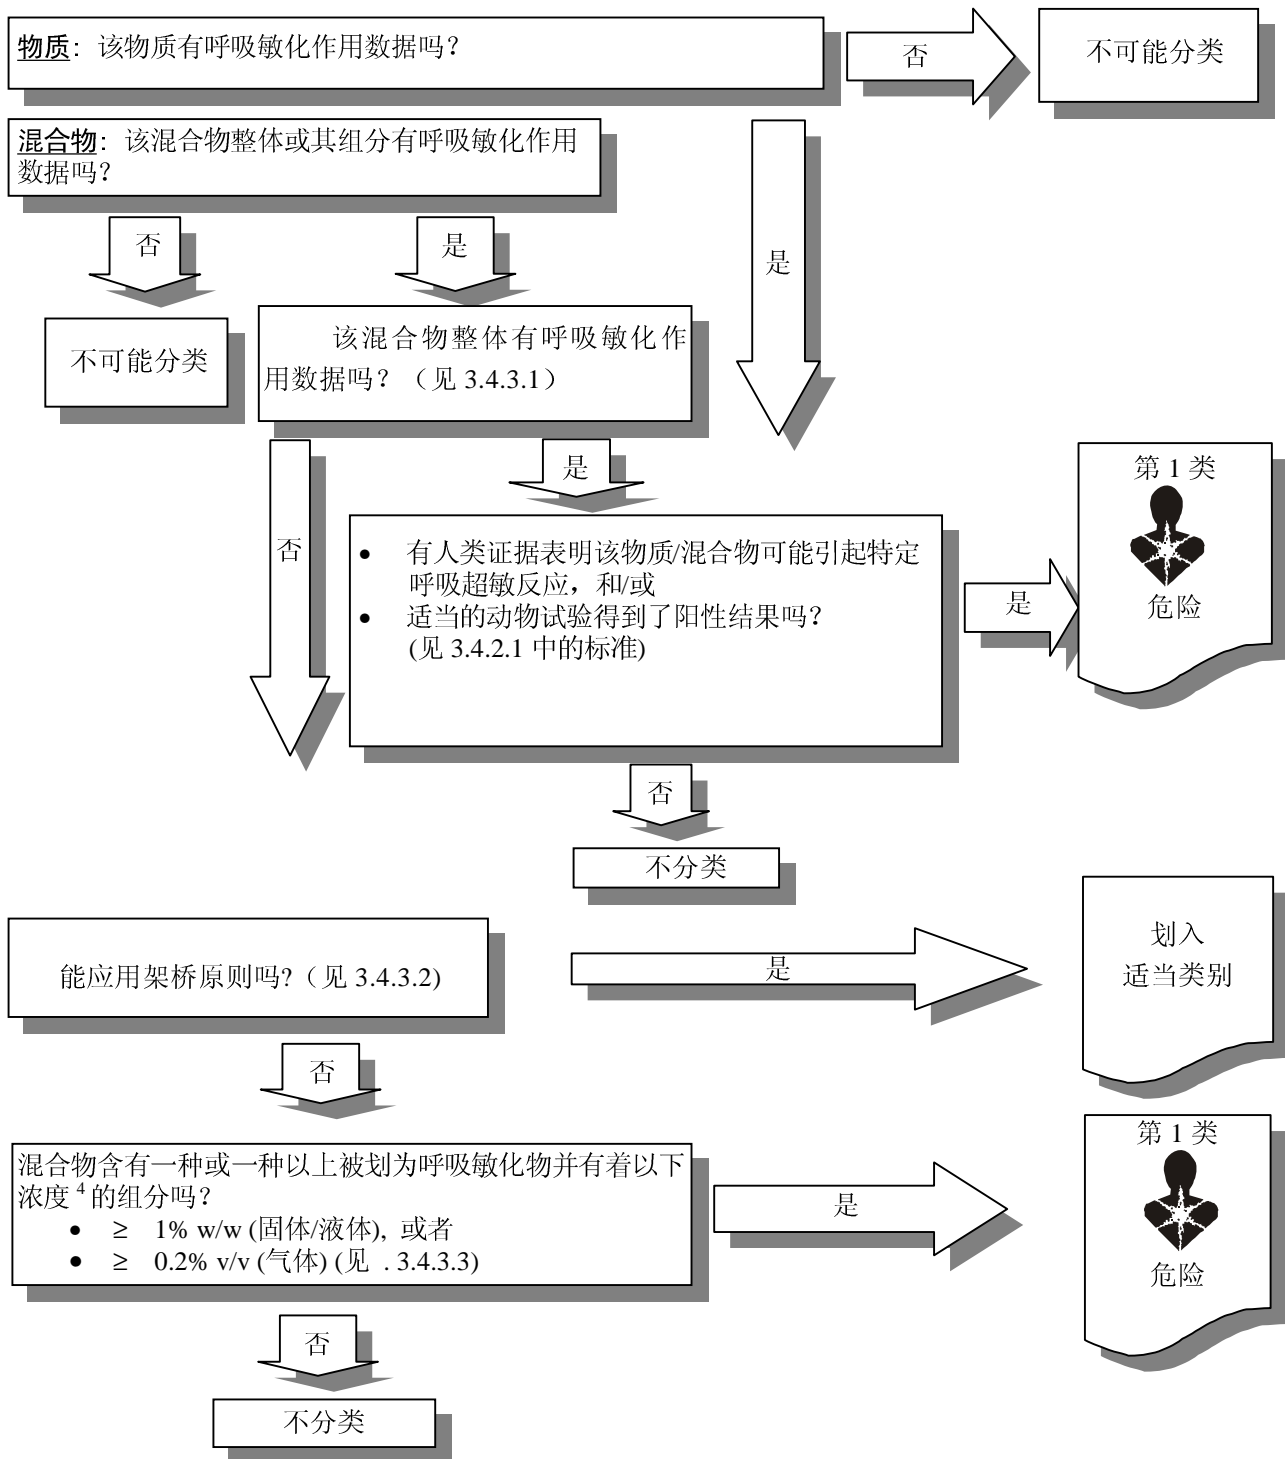 物质：该物质有呼吸敏化作用数据吗？
否
不可能分类
混合物：该混合物整体或其组分有呼吸敏化作用
数据吗？
否
是
是
不可能分类
该混合物整体有呼吸敏化作
用数据吗？（见 3.4.3.1）
否
是
• 有人类证据表明该物质/混合物可能引起特定
呼吸超敏反应，和/或
• 适当的动物试验得到了阳性结果吗？
(见 3.4.2.1 中的标准)
是
第 1 类
危险
否
不分类
能应用架桥原则吗?（见 3.4.3.2)
是
划入
适当类别
否
混合物含有一种或一种以上被划为呼吸敏化物并有着以下
浓度 4 的组分吗？
• ≥ 1% w/w (固体/液体), 或者
• ≥ 0.2% v/v (气体) (见 . 3.4.3.3)
是
第 1 类
危险
否
不分类